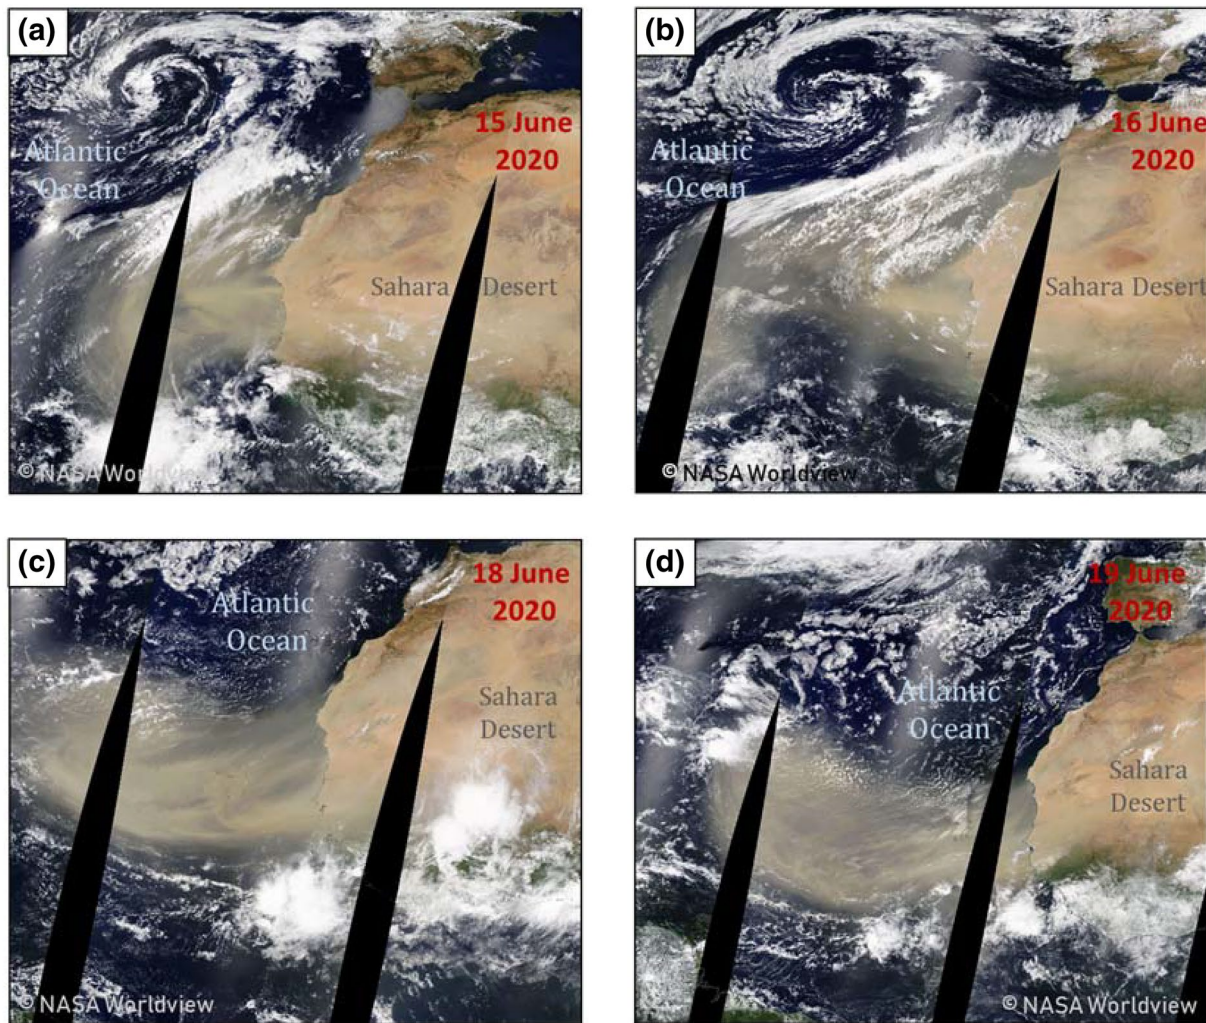 (a)
15 June
2020
Atlantic
Ocean
Sahara Desert
© NASA Worldview
(b)
16 June
2020
Atlantic
Ocean
Sahara Desert
© NASA Worldview
(c)
18 June
2020
Atlantic
Ocean
Sahara
Desert
© NASA Worldview
(d)
19 June
2020
Atlantic
Ocean
Sahara
Desert
© NASA Worldview